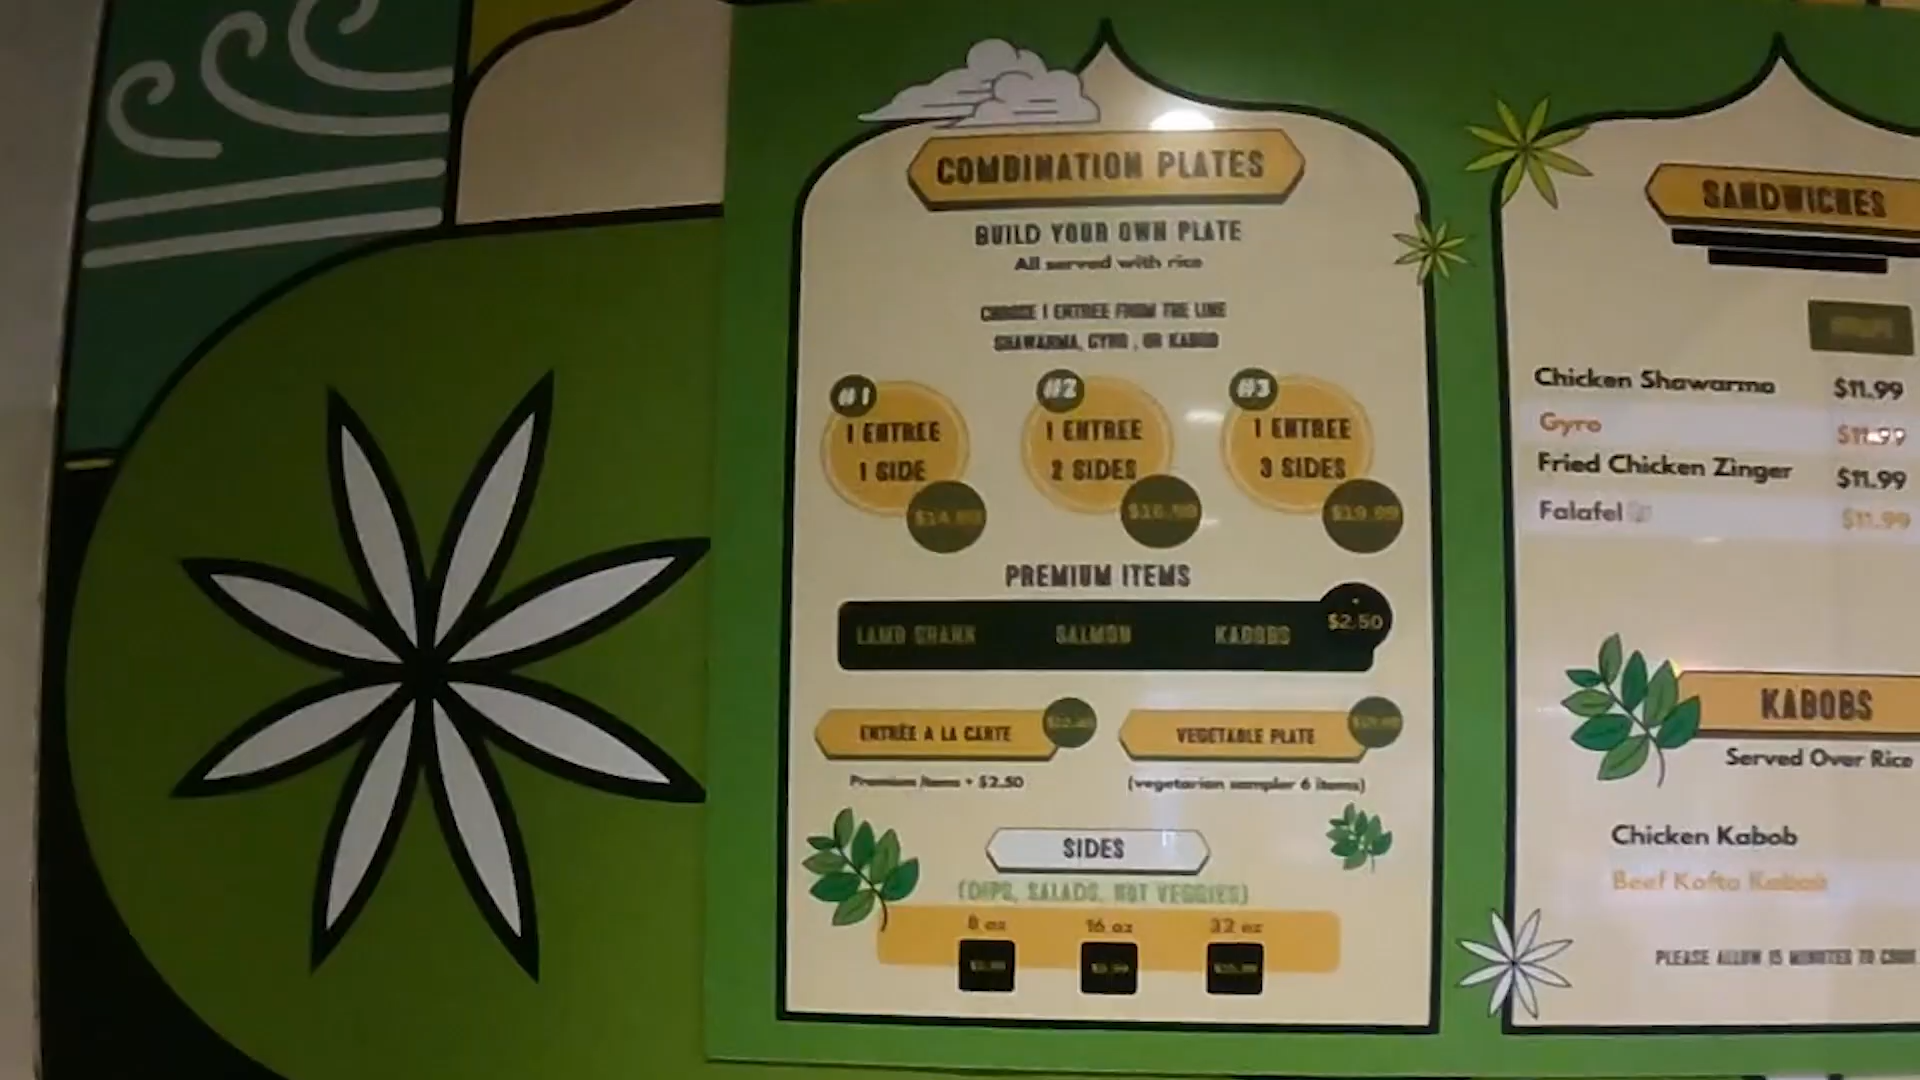 COMBINATION PLATES
BUILD YOUR OWN PLATE
All served with rice
CHOOSE 1 ENTREE FROM THE LINE
SHAWARMA, GYRO , OR KABOB
#1
1 ENTREE
1 SIDE
#2
1 ENTREE
2 SIDES
#3
1 ENTREE
3 SIDES
$19.99
PREMIUM ITEMS
LAMB SHANK
SALMON
KABOBS
$2.50
ENTRÉE A LA CARTE
Premium Items + $2.50
VEGETABLE PLATE
(vegetarian sampler 6 items)
SIDES
(DIPS, SALADS, HOT VEGGIES)
8 oz
16 oz
32 oz
SANDWICHES
Chicken Shawarma $11.99
Gyro $11.99
Fried Chicken Zinger $11.99
Falafel $11.99
KABOBS
Served Over Rice
Chicken Kabob
Beef Kofta Kabob
PLEASE ALLOW 15 MINUTES TO COOK